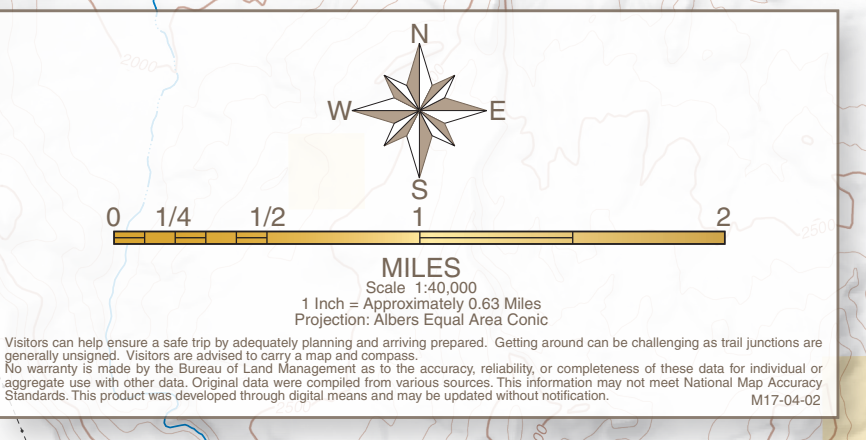 2000
N
W E
S
0 1/4 1/2 1 2
2500
MILES
Scale 1:40,000
1 Inch = Approximately 0.63 Miles
Projection: Albers Equal Area Conic
Visitors can help ensure a safe trip by adequately planning and arriving prepared. Getting around can be challenging as trail junctions are
generally unsigned. Visitors are advised to carry a map and compass.
No warranty is made by the Bureau of Land Management as to the accuracy, reliability, or completeness of these data for individual or
aggregate use with other data. Original data were compiled from various sources. This information may not meet National Map Accuracy
Standards. This product was developed through digital means and may be updated without notification.
M17-04-02
2500